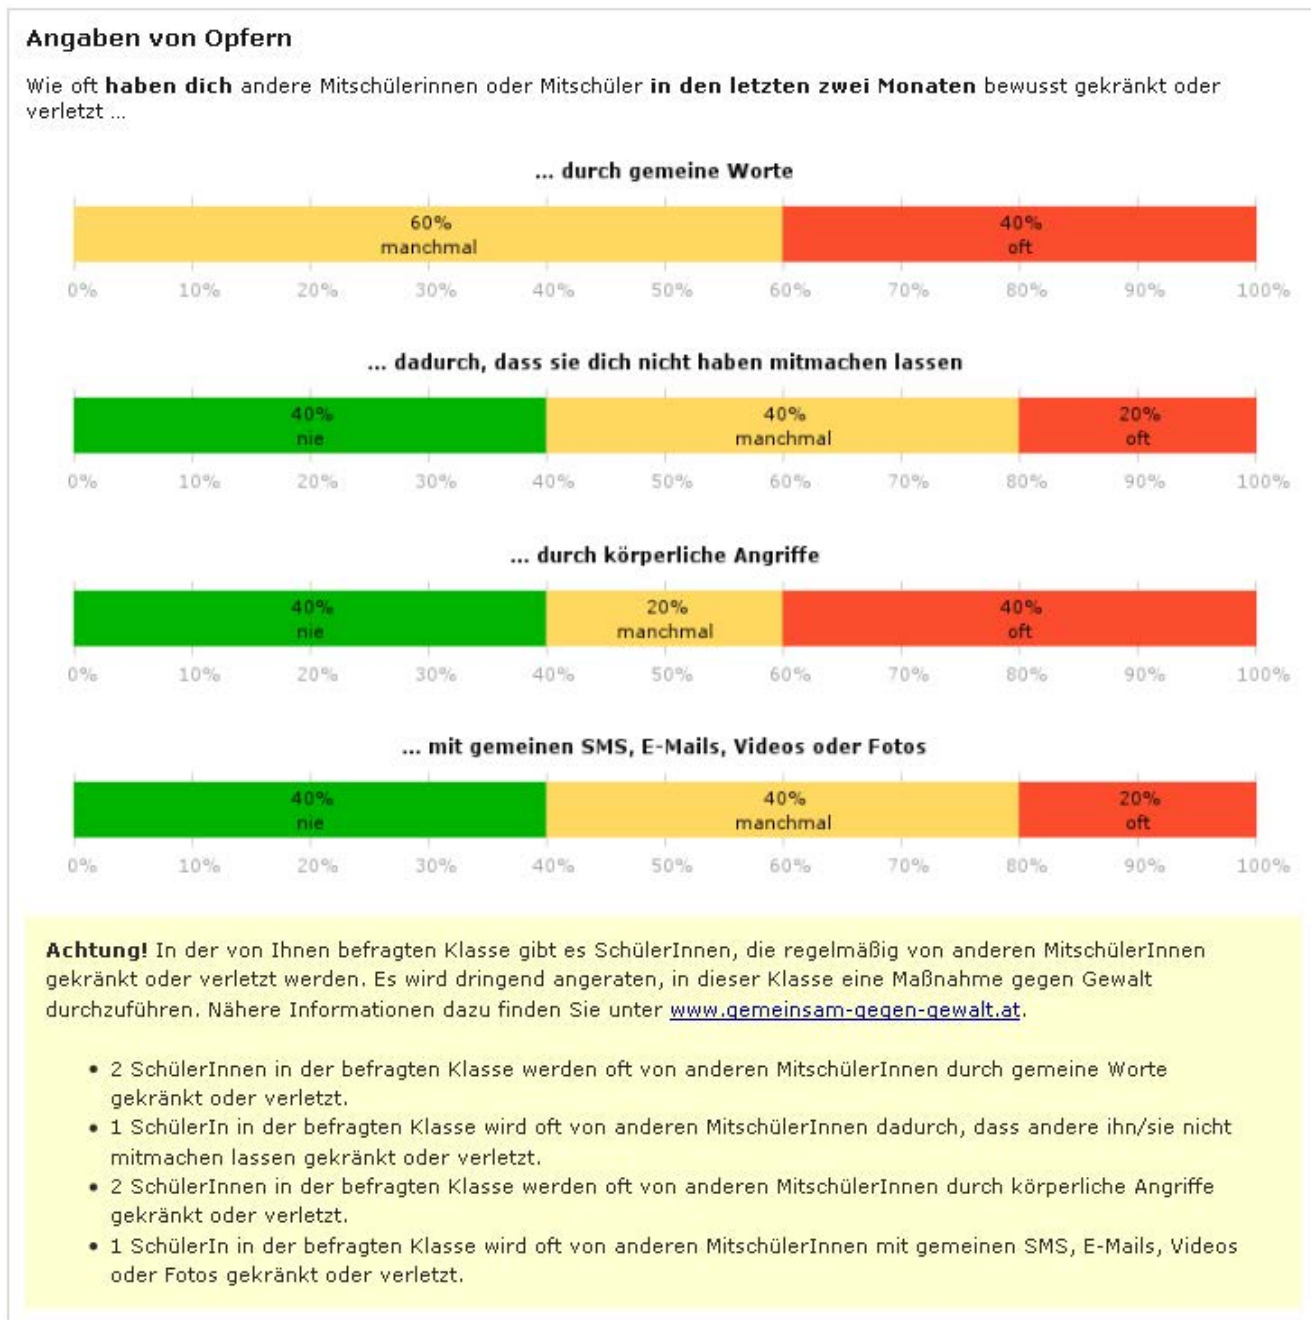 Angaben von Opfern
Wie oft haben dich andere Mitschülerinnen oder Mitschüler in den letzten zwei Monaten bewusst gekränkt oder
verletzt ...
... durch gemeine Worte
60% 40%
manchmal oft
0% 10% 20% 30% 40% 50% 60% 70% 80% 90% 100%
... dadurch, dass sie dich nicht haben mitmachen lassen
40% 40% 20%
nie manchmal oft
0% 10% 20% 30% 40% 50% 60% 70% 80% 90% 100%
... durch körperliche Angriffe
40% 20% 40%
nie manchmal oft
0% 10% 20% 30% 40% 50% 60% 70% 80% 90% 100%
... mit gemeinen SMS, E-Mails, Videos oder Fotos
40% 40% 20%
nie manchmal oft
0% 10% 20% 30% 40% 50% 60% 70% 80% 90% 100%
Achtung! In der von Ihnen befragten Klasse gibt es SchülerInnen, die regelmäßig von anderen MitschülerInnen
gekränkt oder verletzt werden. Es wird dringend angeraten, in dieser Klasse eine Maßnahme gegen Gewalt
durchzuführen. Nähere Informationen dazu finden Sie unter www.gemeinsam-gegen-gewalt.at.
• 2 SchülerInnen in der befragten Klasse werden oft von anderen MitschülerInnen durch gemeine Worte
gekränkt oder verletzt.
• 1 SchülerIn in der befragten Klasse wird oft von anderen MitschülerInnen dadurch, dass andere ihn/sie nicht
mitmachen lassen gekränkt oder verletzt.
• 2 SchülerInnen in der befragten Klasse werden oft von anderen MitschülerInnen durch körperliche Angriffe
gekränkt oder verletzt.
• 1 SchülerIn in der befragten Klasse wird oft von anderen MitschülerInnen mit gemeinen SMS, E-Mails, Videos
oder Fotos gekränkt oder verletzt.